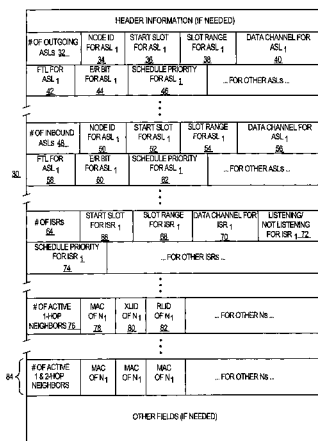 HEADER INFORMATION (IF NEEDED)
# OF OUTGOING ASLs 32
NODE ID FOR ASL 1 34
START SLOT FOR ASL 1 36
SLOT RANGE FOR ASL 1 38
DATA CHANNEL FOR ASL 1 40
FTL FOR ASL 1 42
E/R BIT FOR ASL 1 44
SCHEDULE PRIORITY FOR ASL 1 46
... FOR OTHER ASLs ...
30
# OF INBOUND ASLs 48
NODE ID FOR ASL 1 50
START SLOT FOR ASL 1 52
SLOT RANGE FOR ASL 1 54
DATA CHANNEL FOR ASL 1 56
FTL FOR ASL 1 58
E/R BIT FOR ASL 1 60
SCHEDULE PRIORITY FOR ASL 1 62
... FOR OTHER ASLs ...
# OF ISRs 64
START SLOT FOR ISR 1 66
SLOT RANGE FOR ISR 1 68
DATA CHANNEL FOR ISR 1 70
LISTENING/ NOT LISTENING FOR ISR 1 72
SCHEDULE PRIORITY FOR ISR 1 74
... FOR OTHER ISRs ...
# OF ACTIVE 1-HOP NEIGHBORS 76
MAC OF N1 78
XLID OF N1 80
RLID OF N1 82
... FOR OTHER Ns ...
84
# OF ACTIVE 1 & 2-HOP NEIGHBORS
MAC OF N1
MAC OF N1
MAC OF N1
... FOR OTHER Ns ...
OTHER FIELDS (IF NEEDED)